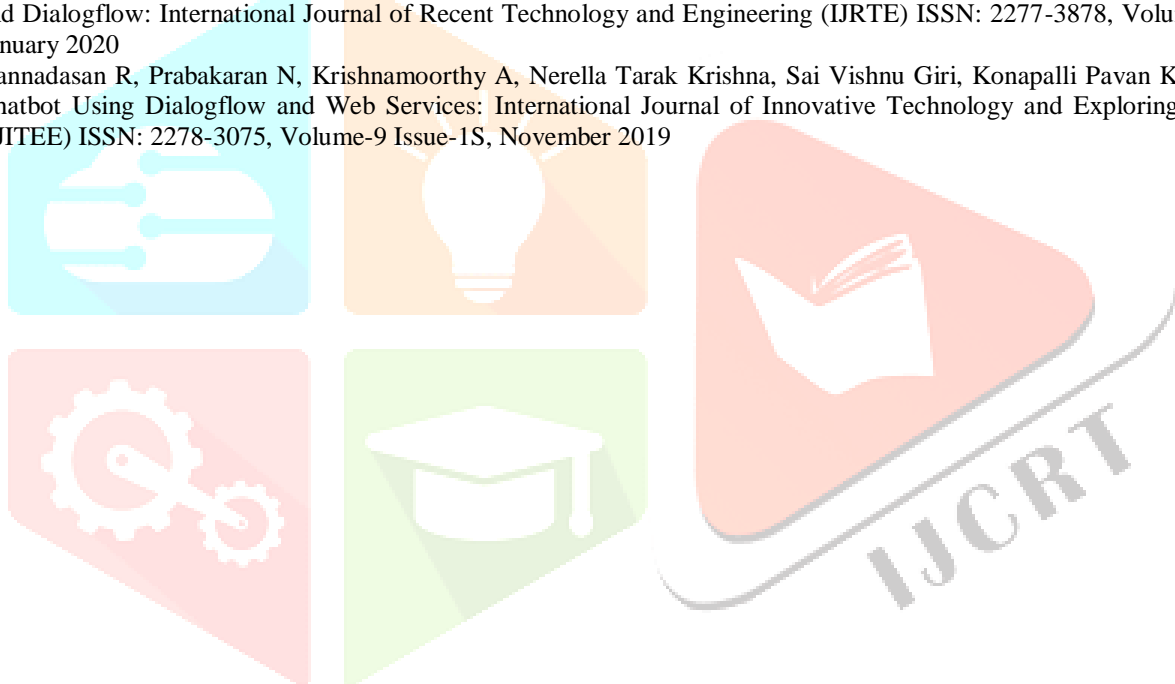 d Dialogflow: International Journal of Recent Technology and Engineering (IJRTE) ISSN: 2277-3878, Volu
nuary 2020
annadasan R, Prabakaran N, Krishnamoorthy A, Nerella Tarak Krishna, Sai Vishnu Giri, Konapalli Pavan K
hatbot Using Dialogflow and Web Services: International Journal of Innovative Technology and Exploring
JITEE) ISSN: 2278-3075, Volume-9 Issue-1S, November 2019
IJCRT